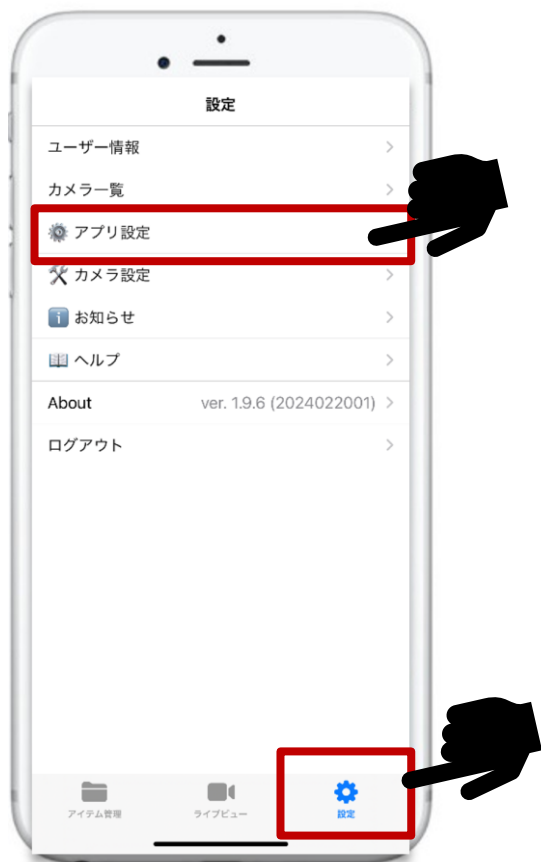 設定
ユーザー情報
カメラ一覧
アプリ設定
カメラ設定
お知らせ
ヘルプ
About ver. 1.9.6 (2024022001)
ログアウト
アイテム管理 ライブビュー 設定